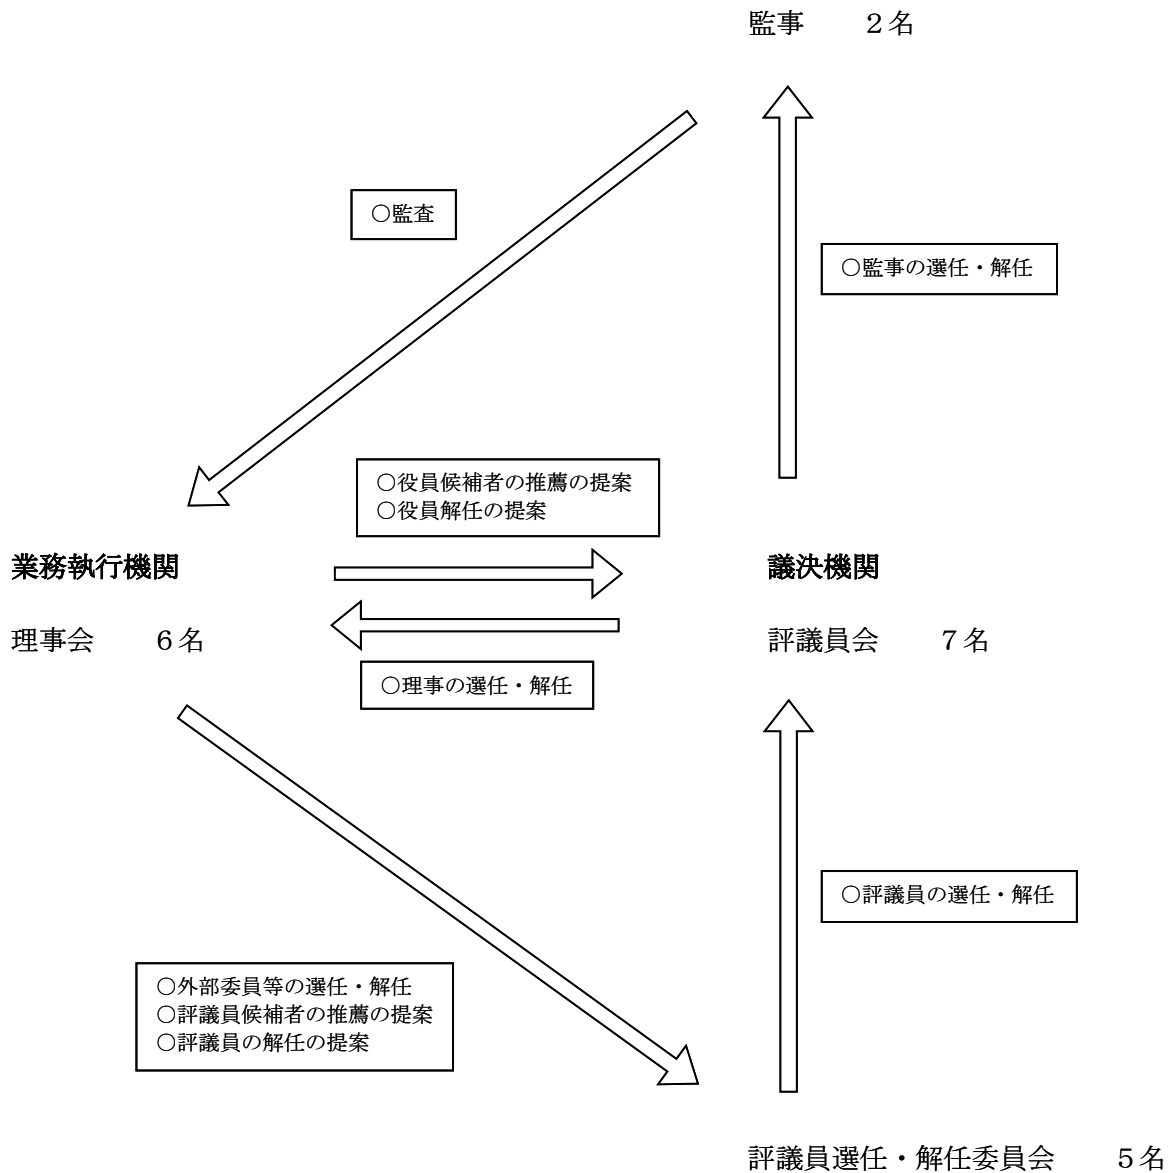 監事　　２名
○監査
○監事の選任・解任
○役員候補者の推薦の提案
○役員解任の提案
業務執行機関
議決機関
理事会　　６名
評議員会　　７名
○理事の選任・解任
○評議員の選任・解任
○外部委員等の選任・解任
○評議員候補者の推薦の提案
○評議員の解任の提案
評議員選任・解任委員会　　５名